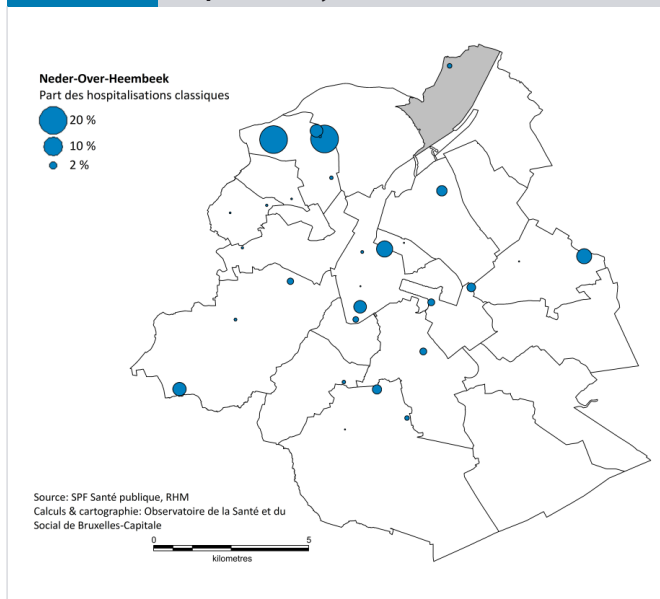 Neder-Over-Heembeek
Part des hospitalisations classiques
20 %
10 %
2 %
Source: SPF Santé publique, RHM
Calculs & cartographie: Observatoire de la Santé et du
Social de Bruxelles-Capitale
0 5
kilometres